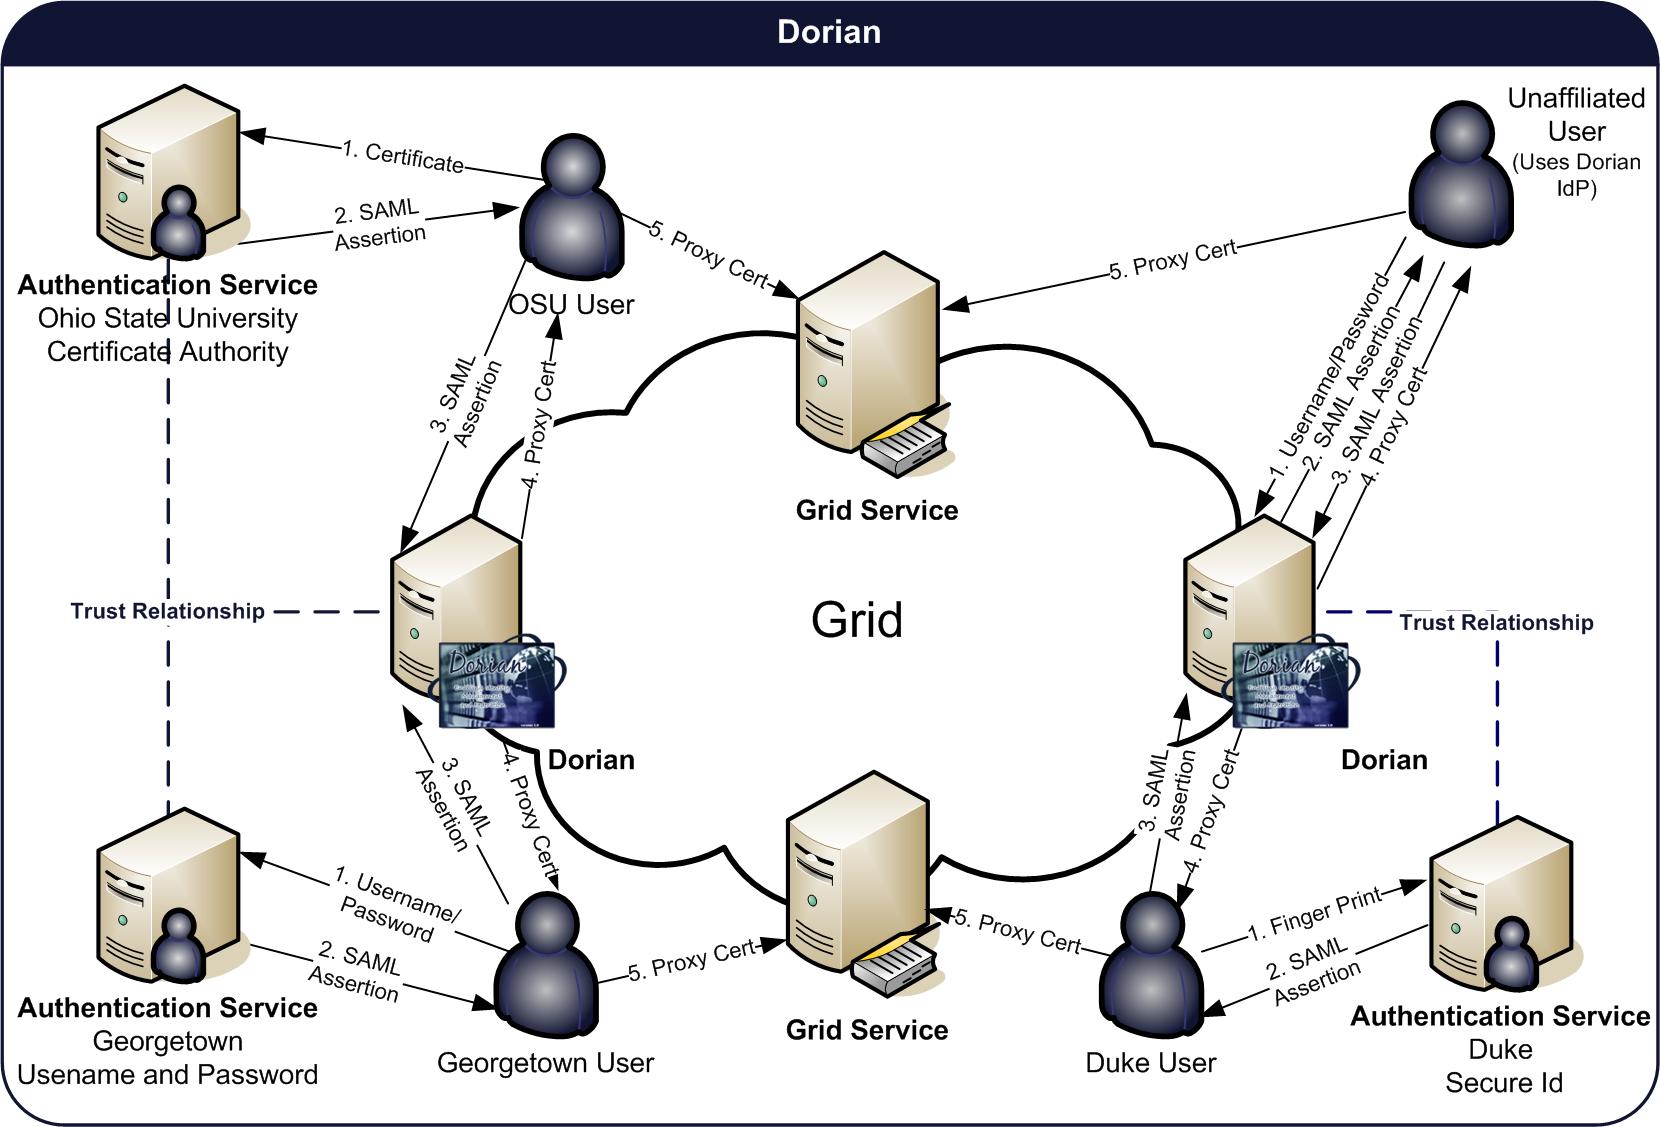 Dorian
Unaffiliated
User
(Uses Dorian
IdP)
1. Certificate
2. SAML
Assertion
5. Proxy Cert
5. Proxy Cert
Authentication Service
Ohio State University
Certificate Authority
OSU User
3. SAML
Assertion
4. Proxy Cert
1. Username/Password
2. SAML Assertion
3. SAML Assertion
4. Proxy Cert
Grid Service
Trust Relationship
Grid
Trust Relationship
Dorian
Dorian
Dorian
Dorian
3. SAML
Assertion
4. Proxy Cert
3. SAML
Assertion
4. Proxy Cert
1. Username/
Password
2. SAML
Assertion
5. Proxy Cert
5. Proxy Cert
1. Finger Print
2. SAML
Assertion
Authentication Service
Georgetown
Usename and Password
Georgetown User
Grid Service
Duke User
Authentication Service
Duke
Secure Id